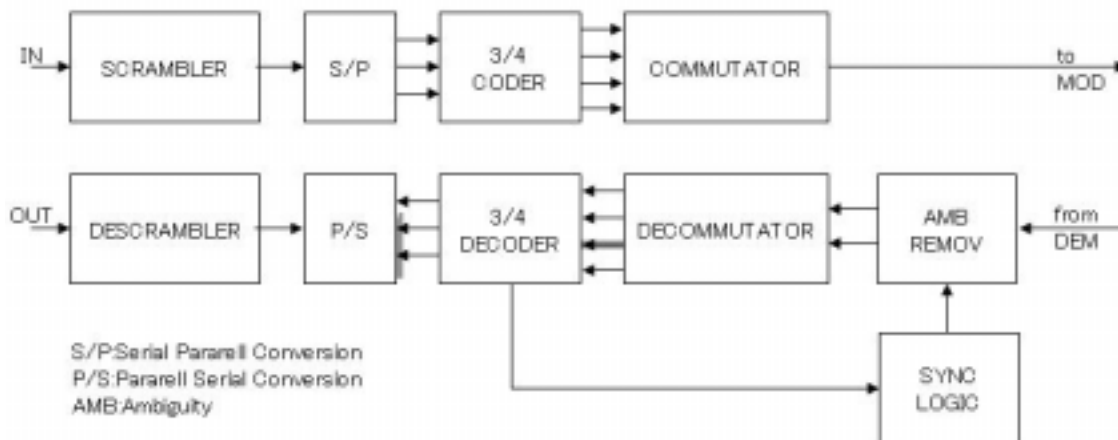 IN
SCRAMBLER
S/P
3/4
CODER
COMMUTATOR
to
MOD
OUT
DESCRAMBLER
P/S
3/4
DECODER
DECOMMUTATOR
AMB
REMOV
from
DEM
S/P:Serial Pararell Conversion
P/S:Pararell Serial Conversion
AMB:Ambiguity
SYNC
LOGIC